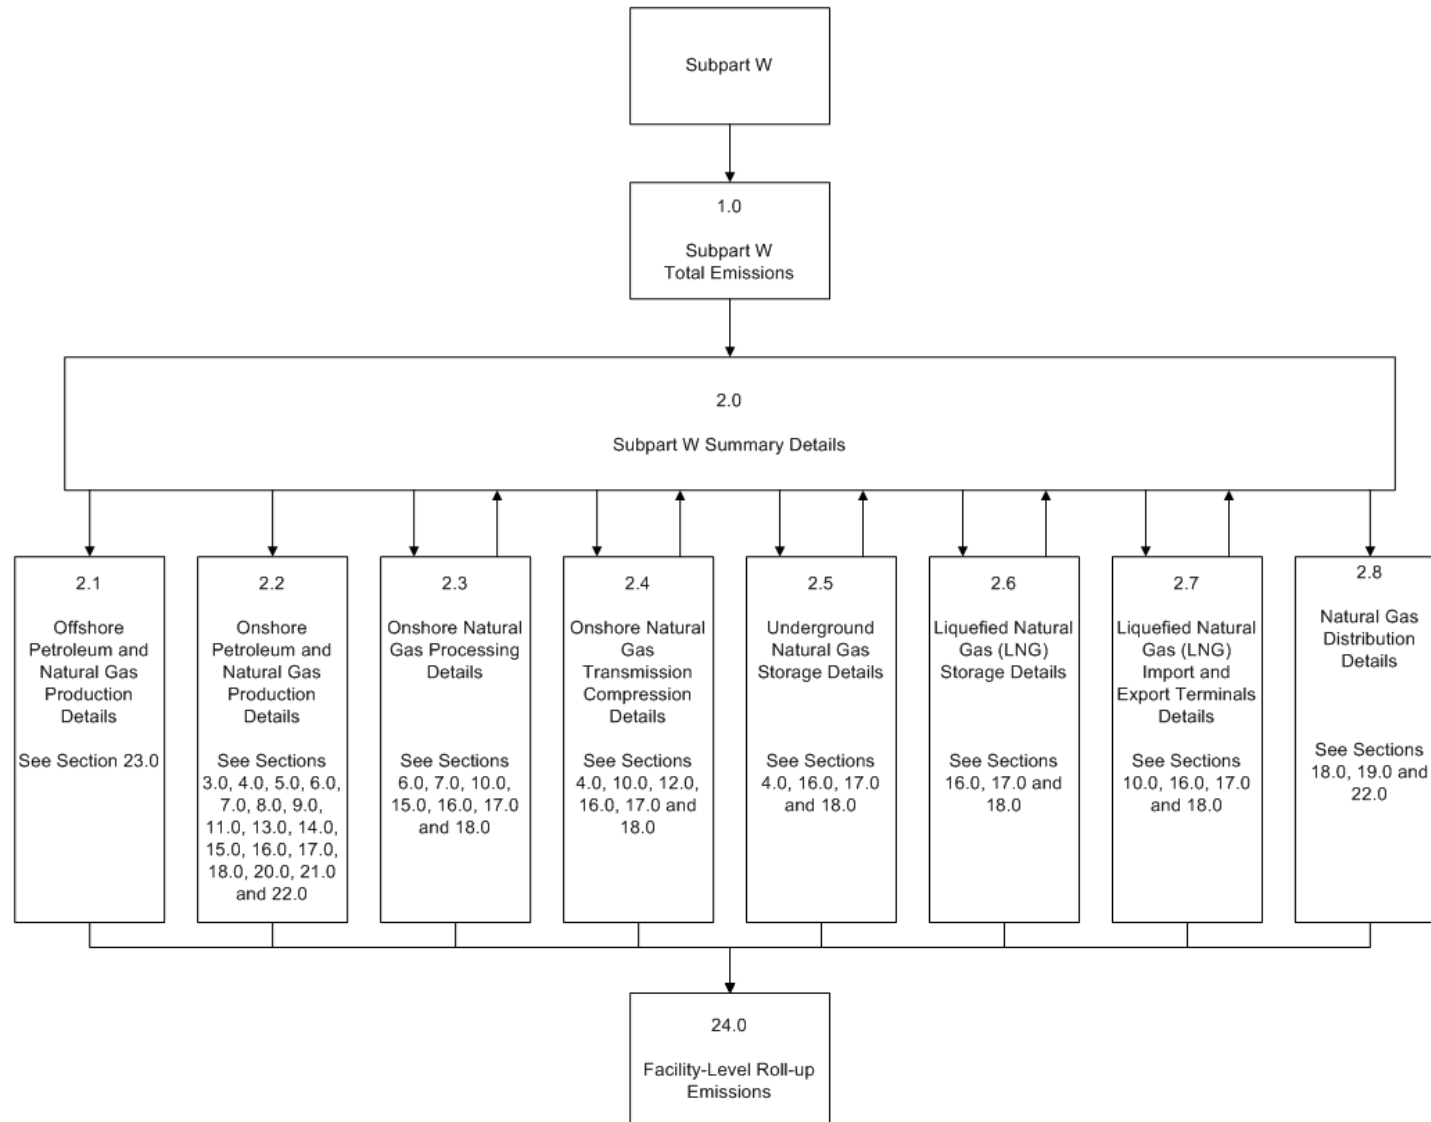 Subpart W
1.0
Subpart W
Total Emissions
2.0
Subpart W Summary Details
2.1
Offshore
Petroleum and
Natural Gas
Production
Details
See Section 23.0
2.2
Onshore
Petroleum and
Natural Gas
Production
Details
See Sections
3.0, 4.0, 5.0, 6.0,
7.0, 8.0, 9.0,
11.0, 13.0, 14.0,
15.0, 16.0, 17.0,
18.0, 20.0, 21.0
and 22.0
2.3
Onshore Natural
Gas Processing
Details
See Sections
6.0, 7.0, 10.0,
15.0, 16.0, 17.0
and 18.0
2.4
Onshore Natural
Gas
Transmission
Compression
Details
See Sections
4.0, 10.0, 12.0,
16.0, 17.0 and
18.0
2.5
Underground
Natural Gas
Storage Details
See Sections
4.0, 16.0, 17.0
and 18.0
2.6
Liquefied Natural
Gas (LNG)
Storage Details
See Sections
16.0, 17.0 and
18.0
2.7
Liquefied Natural
Gas (LNG)
Import and
Export Terminals
Details
See Sections
10.0, 16.0, 17.0
and 18.0
2.8
Natural Gas
Distribution
Details
See Sections
18.0, 19.0 and
22.0
24.0
Facility-Level Roll-up
Emissions